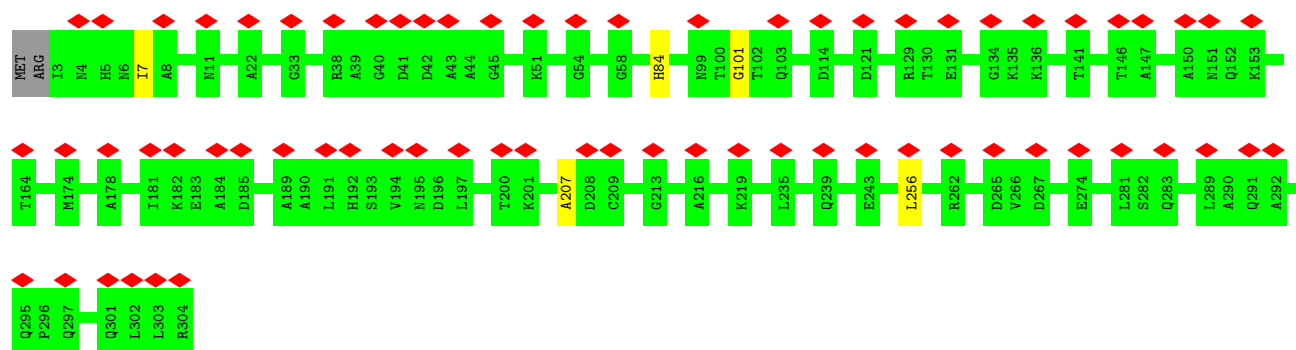 MET ARG I3 N4 H5 N6 I7 A8 N11 A22 G33 R38 A39 G40 D41 D42 A43 A44 G45 K51 G54 G58 H84 N99 T100 G101 T102 Q103 D114 D121 R129 T130 E131 G134 K135 K136 T141 T146 A147 A150 N151 Q152 K153
T164 M174 A178 I181 K182 E183 A184 D185 A189 A190 L191 H192 S193 V194 N195 D196 L197 T200 K201 A207 D208 C209 G213 A216 K219 L235 Q239 E243 L256 R262 D265 V266 D267 E274 L281 S282 Q283 L289 A290 Q291 A292
Q295 P296 Q297 Q301 L302 L303 R304